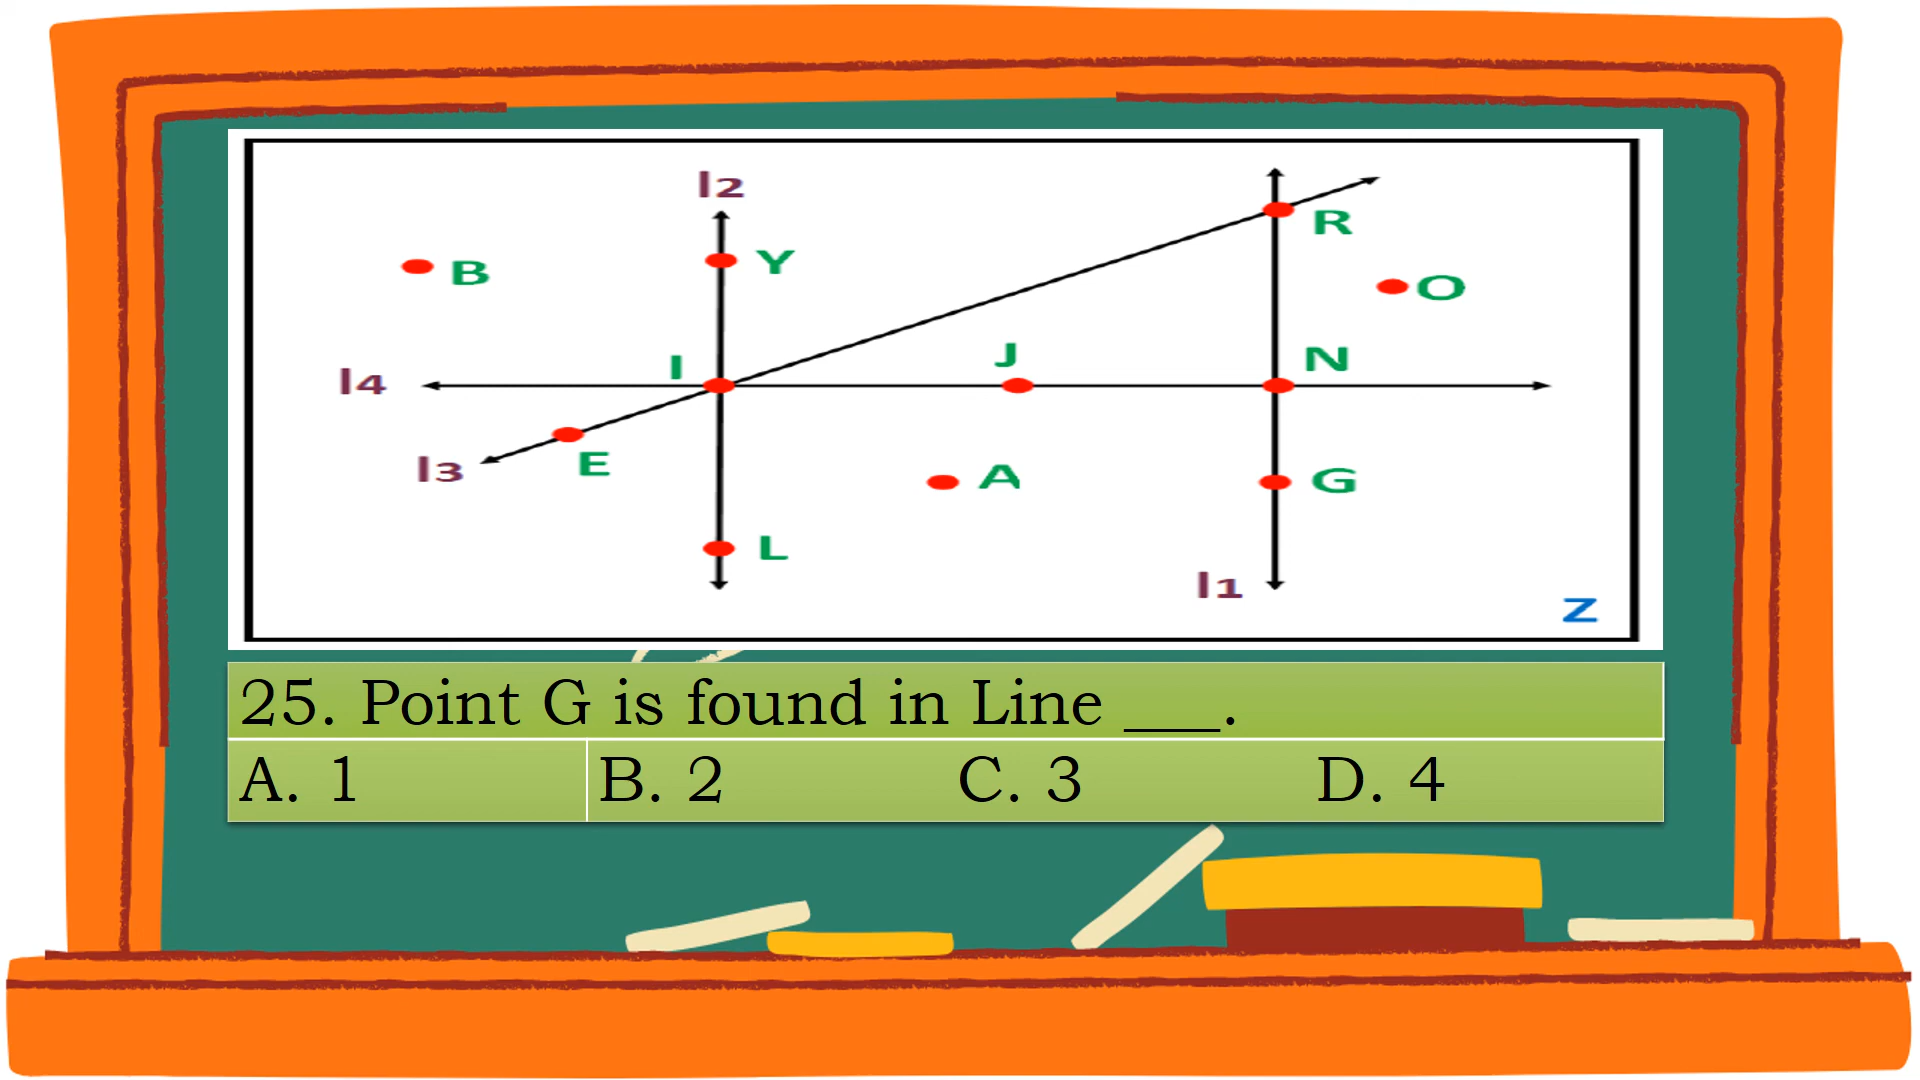 l2
R
B
Y
O
I
J
N
l4
l3
E
A
G
L
l1
Z
25. Point G is found in Line ___.
A. 1
B. 2
C. 3
D. 4